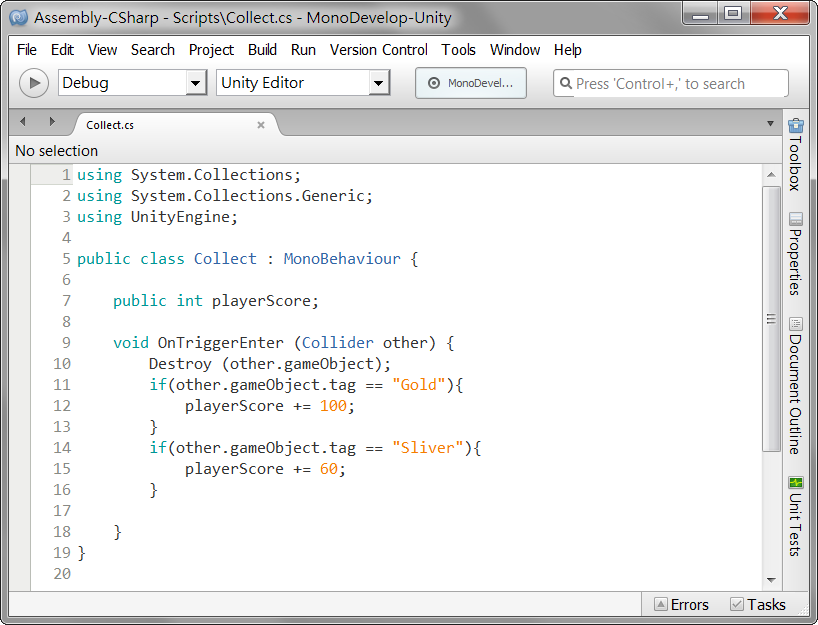 Assembly-CSharp - Scripts\Collect.cs - MonoDevelop-Unity
File Edit View Search Project Build Run Version Control Tools Window Help
Debug Unity Editor MonoDevel... Press 'Control+,' to search
Collect.cs
No selection
1 using System.Collections;
2 using System.Collections.Generic;
3 using UnityEngine;
4
5 public class Collect : MonoBehaviour {
6
7 public int playerScore;
8
9 void OnTriggerEnter (Collider other) {
10 Destroy (other.gameObject);
11 if(other.gameObject.tag == "Gold"){
12 playerScore += 100;
13 }
14 if(other.gameObject.tag == "Sliver"){
15 playerScore += 60;
16 }
17
18 }
19 }
20
Toolbox
Properties
Document Outline
Unit Tests
Errors Tasks